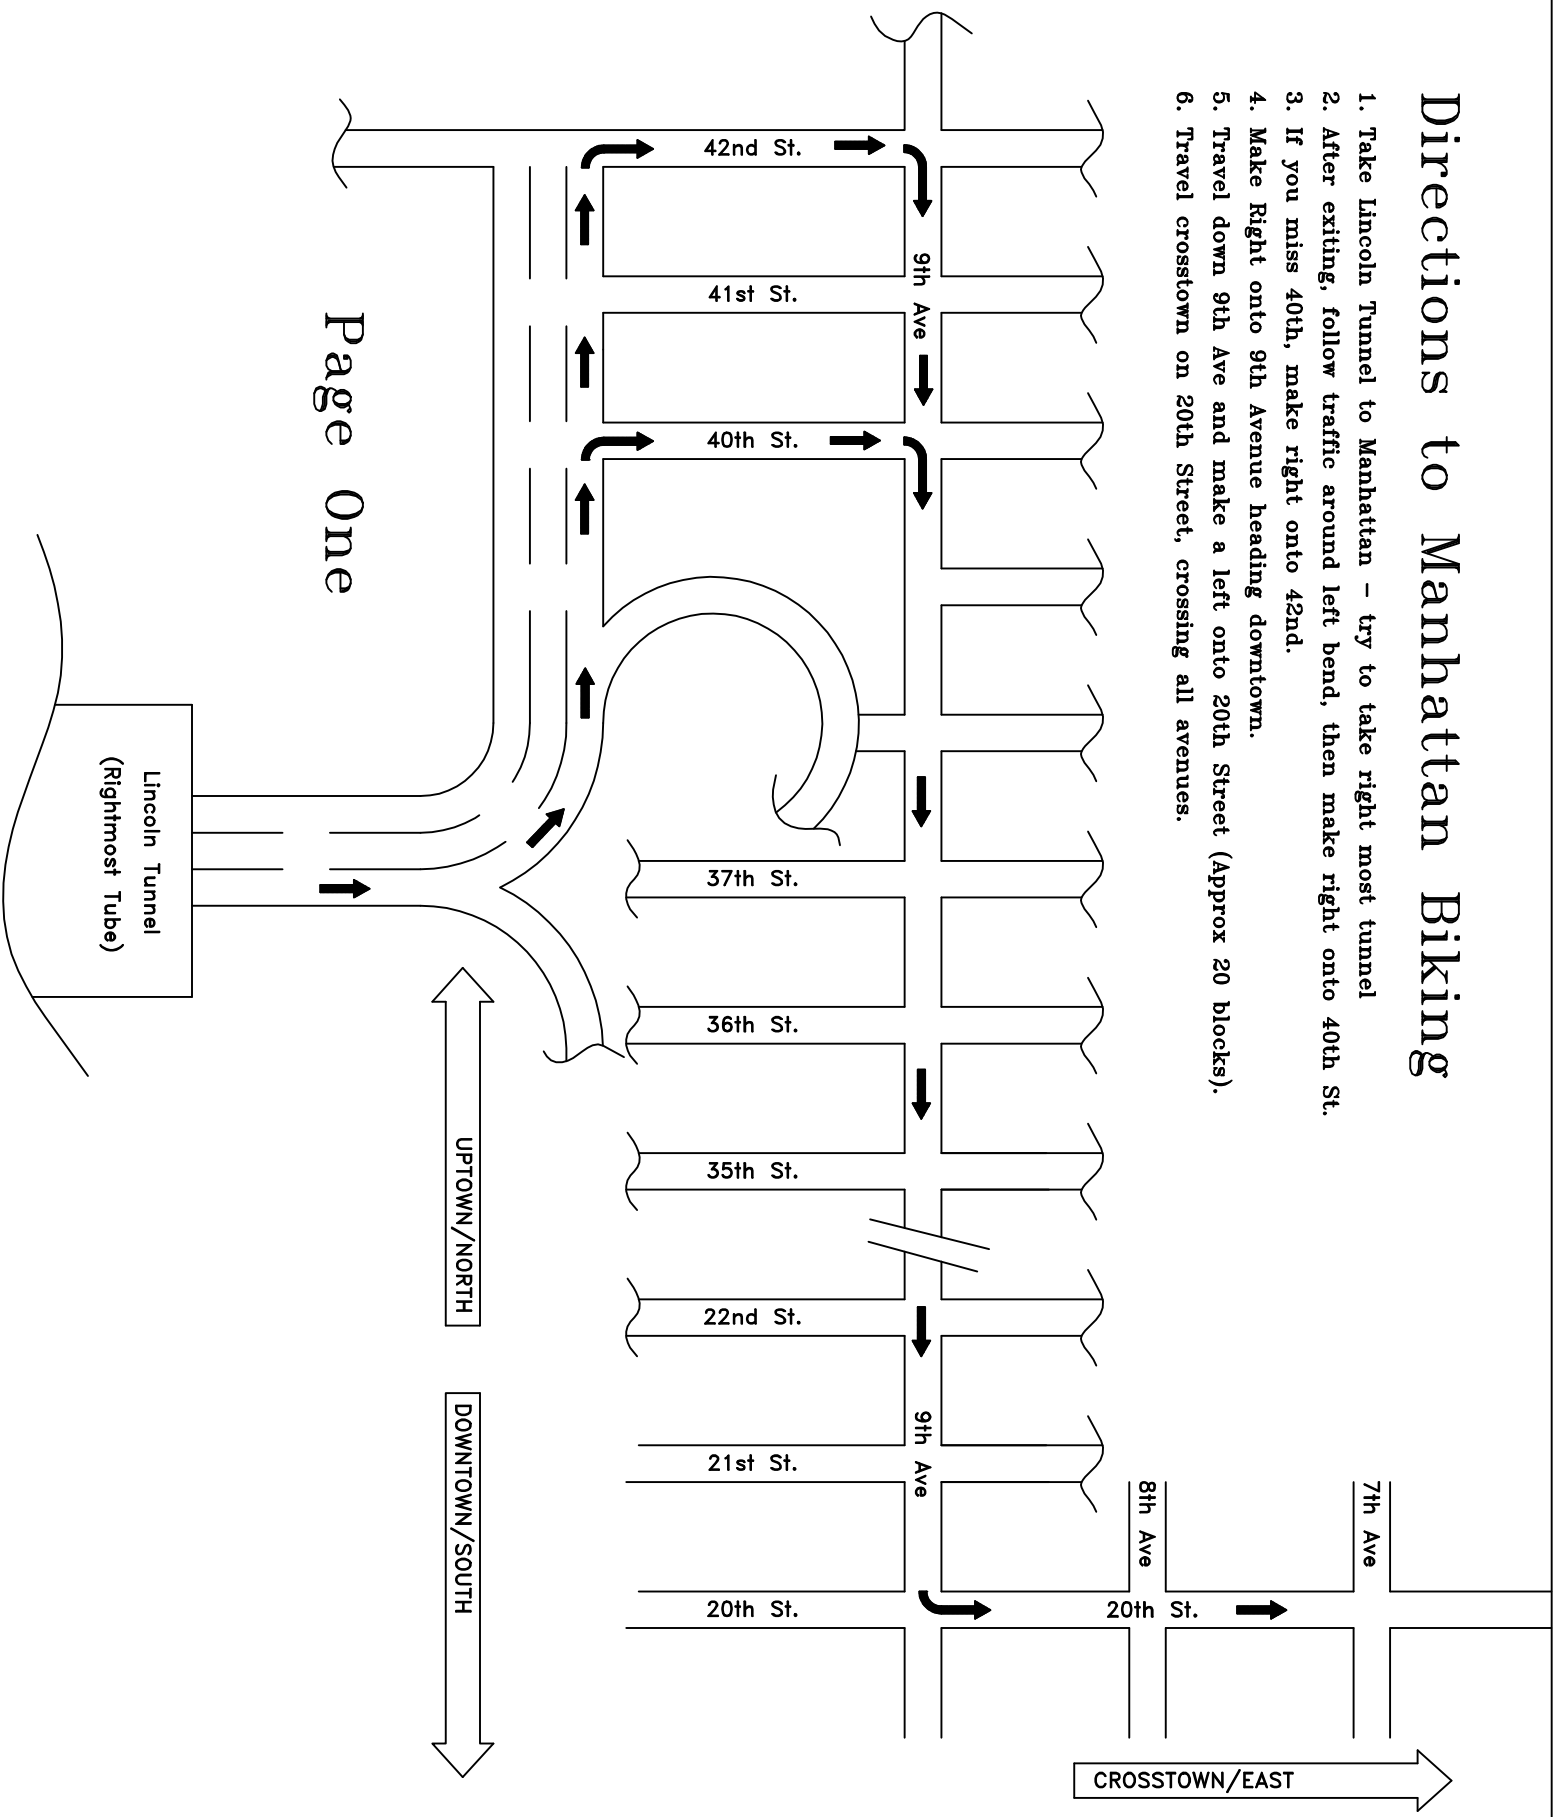 Directions to Manhattan Biking
1. Take Lincoln Tunnel to Manhattan - try to take right most tunnel
2. After exiting, follow traffic around left bend, then make right onto 40th St.
3. If you miss 40th, make right onto 42nd.
4. Make Right onto 9th Avenue heading downtown.
5. Travel down 9th Ave and make a left onto 20th Street (Approx 20 blocks).
6. Travel crosstown on 20th Street, crossing all avenues.
7th Ave
8th Ave
9th Ave
9th Ave
42nd St.
41st St.
40th St.
37th St.
36th St.
35th St.
22nd St.
21st St.
20th St.
20th St.
CROSSTOWN/EAST
UPTOWN/NORTH
DOWNTOWN/SOUTH
Page One
Lincoln Tunnel
(Rightmost Tube)